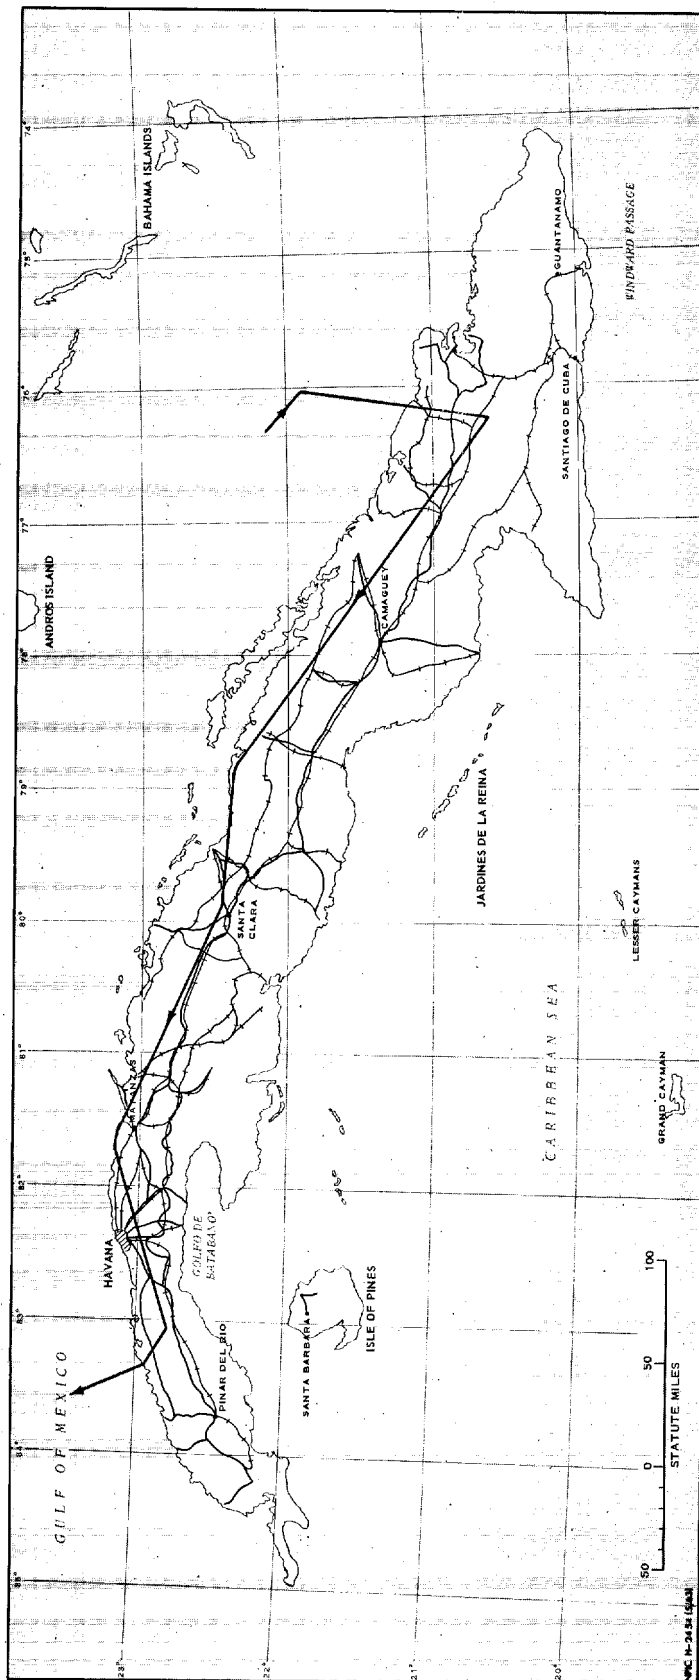 74°
75°
76°
77°
78°
79°
80°
81°
82°
83°
84°
85°
23°
22°
21°
20°
BAHAMA ISLANDS
ANDROS ISLAND
GUANTANAMO
WINDWARD PASSAGE
SANTIAGO DE CUBA
CAMAGUEY
JARDINES DE LA REINA
SANTA
CLARA
LESSER CAYMANS
CARIBBEAN SEA
GRAND CAYMAN
MATANZAS
HAVANA
GOLFO DE
BATABANO
GULF OF MEXICO
PINAR DEL RIO
SANTA BARBARA
ISLE OF PINES
50 0 50 100
STATUTE MILES